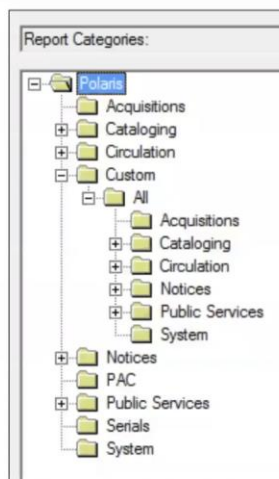 Report Categories:
Polaris
Acquisitions
Cataloging
Circulation
Custom
All
Acquisitions
Cataloging
Circulation
Notices
Public Services
System
Notices
PAC
Public Services
Serials
System